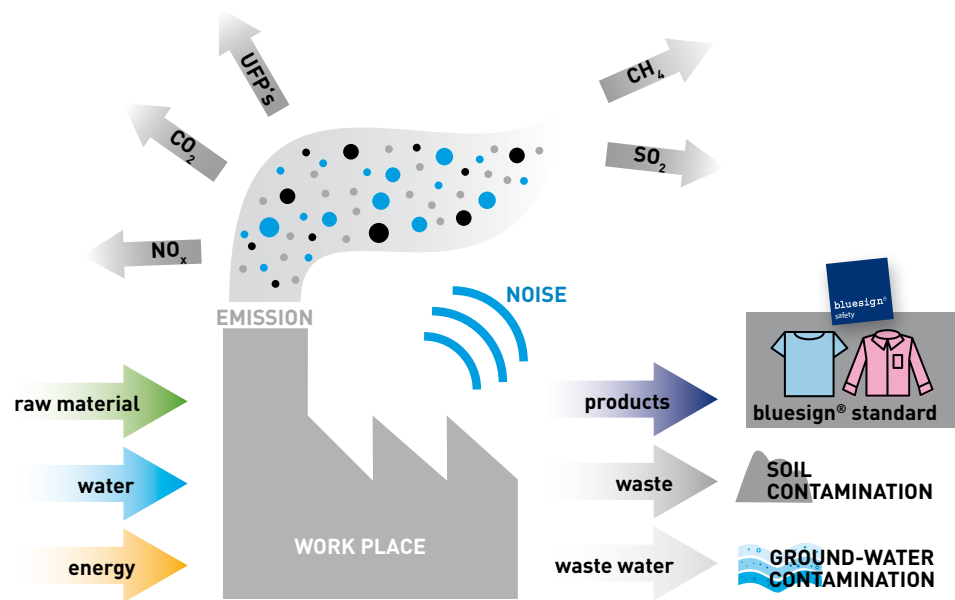 UFP's
CH₄
CO₂
SO₂
NOₓ
bluesign®
safety
NOISE
EMISSION
raw material
products
bluesign® standard
water
waste
SOIL
CONTAMINATION
WORK PLACE
energy
waste water
GROUND-WATER
CONTAMINATION